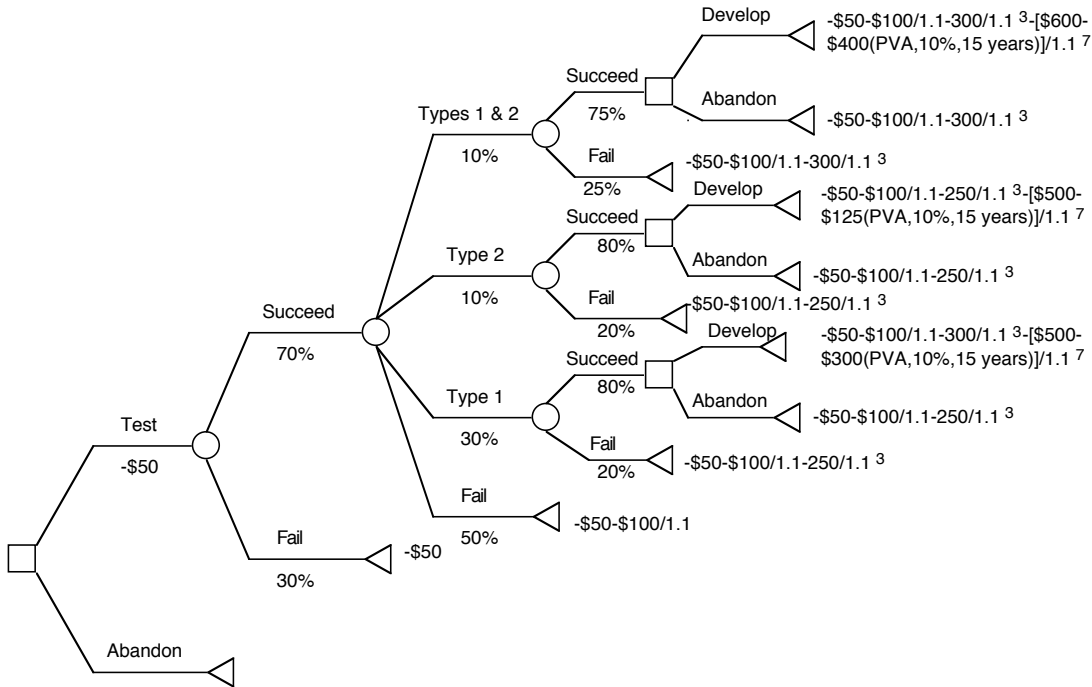 Develop
-$50-$100/1.1-300/1.1 3-[$600-
$400(PVA,10%,15 years)]/1.1 7
Succeed
75%
Abandon
-$50-$100/1.1-300/1.1 3
Types 1 & 2
10%
Fail
25%
-$50-$100/1.1-300/1.1 3
Develop
-$50-$100/1.1-250/1.1 3-[$500-
$125(PVA,10%,15 years)]/1.1 7
Succeed
80%
Type 2
10%
Abandon
-$50-$100/1.1-250/1.1 3
Fail
20%
-$50-$100/1.1-250/1.1 3
Succeed
70%
Develop
-$50-$100/1.1-300/1.1 3-[$500-
$300(PVA,10%,15 years)]/1.1 7
Succeed
80%
Type 1
30%
Abandon
-$50-$100/1.1-250/1.1 3
Fail
20%
-$50-$100/1.1-250/1.1 3
Test
-$50
Fail
50%
-$50-$100/1.1
Fail
30%
-$50
Abandon